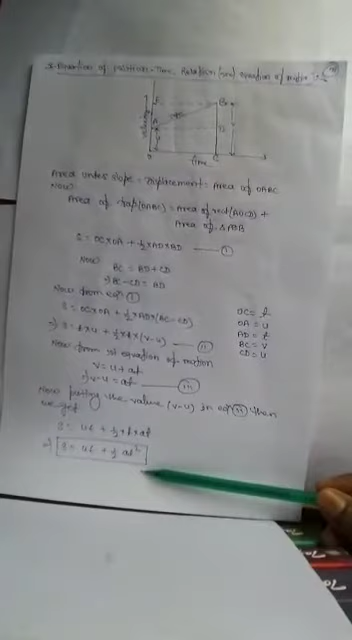 2. Derivation of position-Time Relation (2nd) equation of motion :-
velocity
E
B
A
D
O
Time
C
Area under slope = Displacement = Area of OABC
Now
Area of trap(OABC) = Area of rect(AOCD) +
Area of △ADB
S = OC×OA + ½×AD×BD —— (i)
Now
BC = BD + CD
⇒ BC - CD = BD
Now from eqn (i)
S = OC×OA + ½×AD×(BC-CD)
⇒ S = t×u + ½×t×(v-u) —— (ii)
OC = t
OA = u
AD = t
BC = v
CD = u
Now from 1st equation of motion
v = u + at
⇒ v-u = at —— (iii)
Now putting the value (v-u) in eqn (ii) then
we get
S = ut + ½×t×at
⇒ S = ut + ½ at²